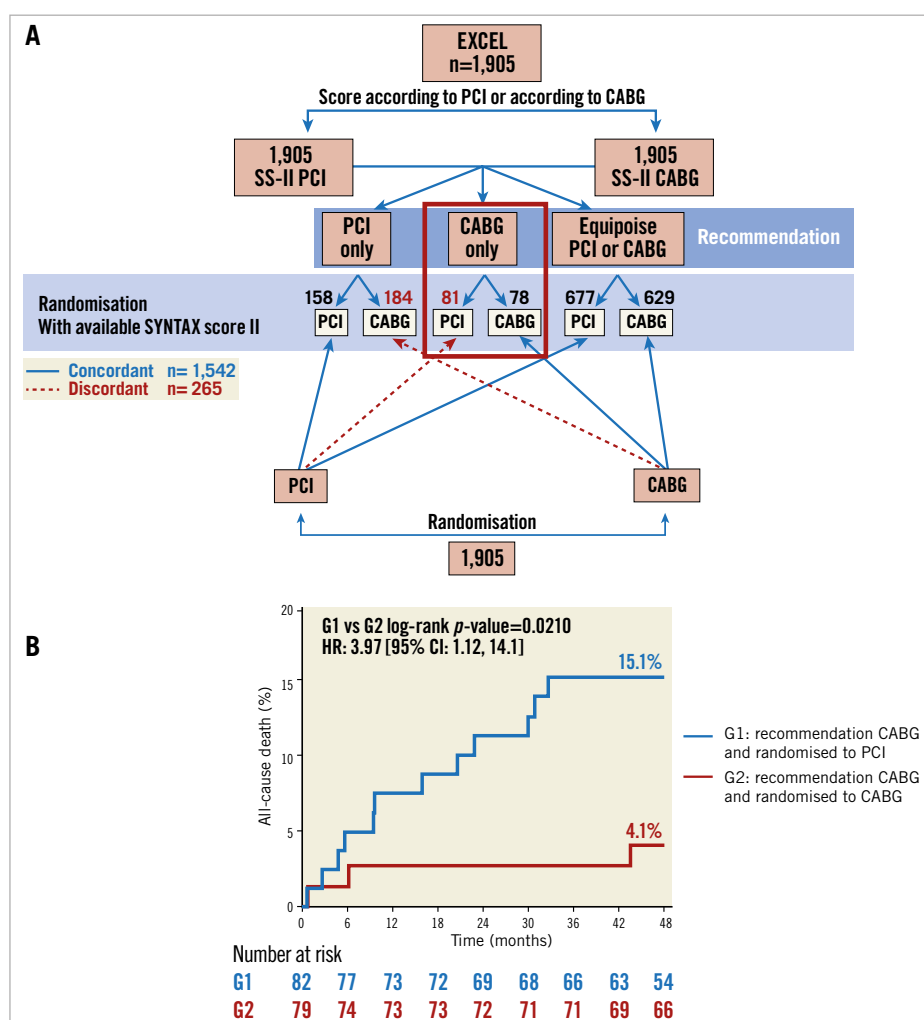 A
EXCEL
n=1,905
Score according to PCI or according to CABG
1,905
SS-II PCI
1,905
SS-II CABG
PCI
only
CABG
only
Equipoise
PCI or CABG
Recommendation
Randomisation
With available SYNTAX score II
158
184
81
78
677
629
PCI
CABG
PCI
CABG
PCI
CABG
Concordant n= 1,542
Discordant n= 265
PCI
CABG
Randomisation
1,905
B
G1 vs G2 log-rank p-value=0.0210
HR: 3.97 [95% CI: 1.12, 14.1]
All-cause death (%)
20
15
10
5
0
15.1%
4.1%
0 6 12 18 24 30 36 42 48
Time (months)
G1: recommendation CABG
and randomised to PCI
G2: recommendation CABG
and randomised to CABG
Number at risk
G1 82 77 73 72 69 68 66 63 54
G2 79 74 73 73 72 71 71 69 66